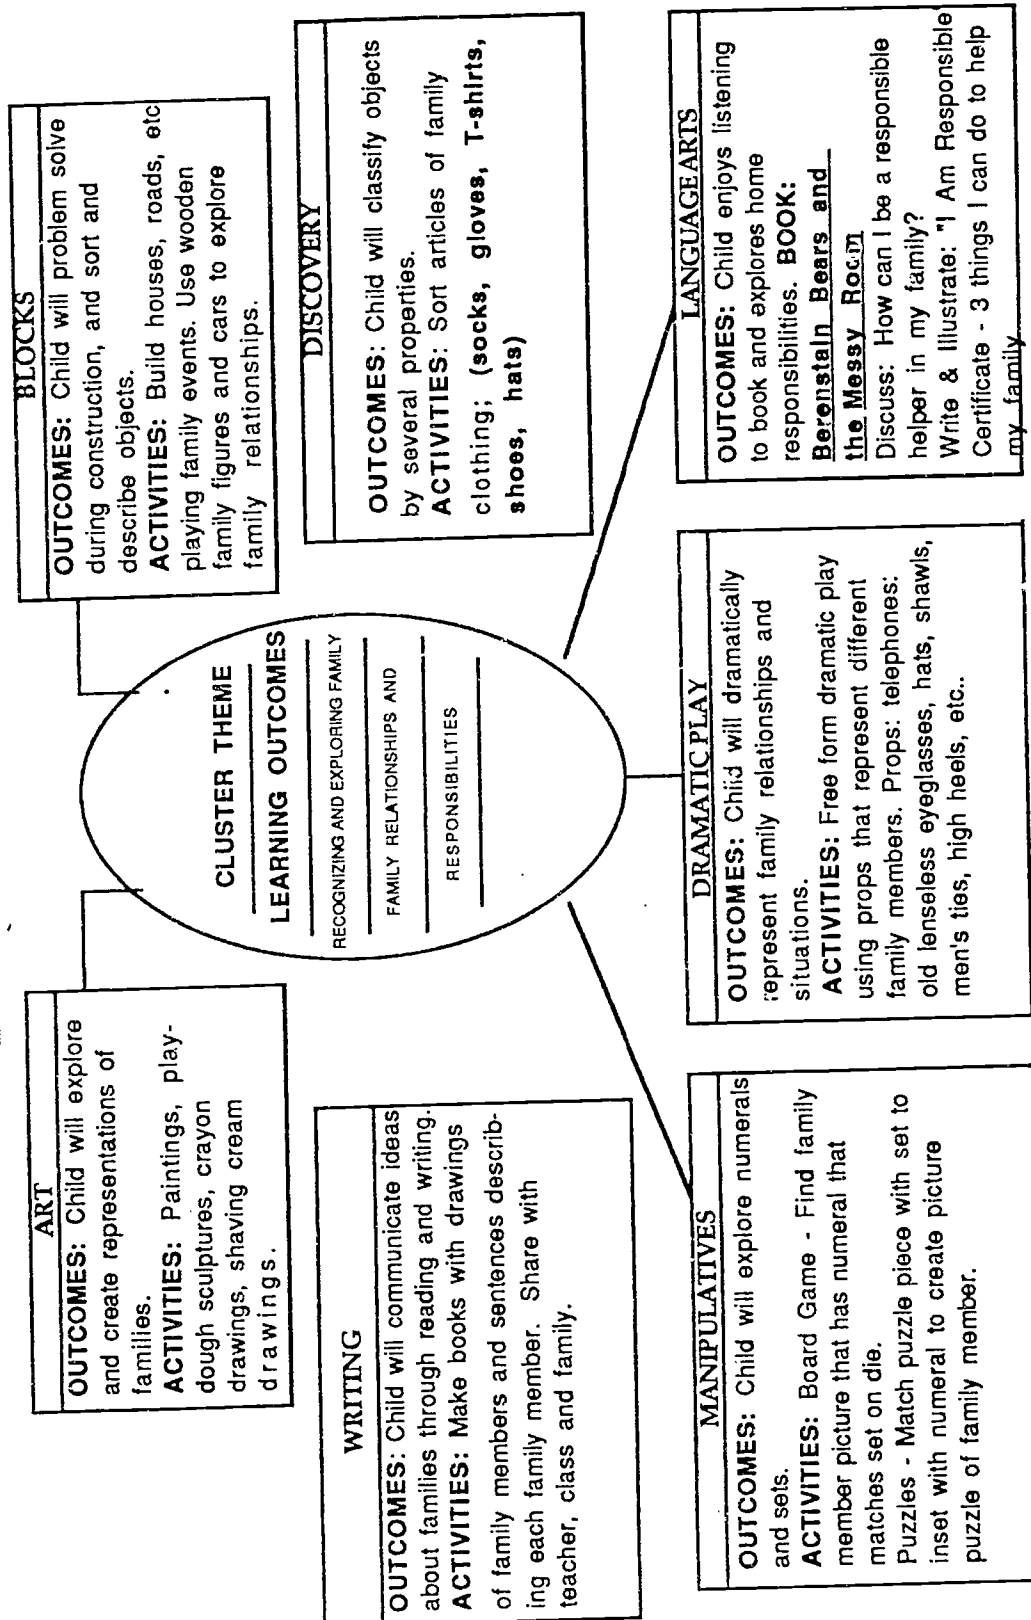 ART
OUTCOMES: Child will explore
and create representations of
families.
ACTIVITIES: Paintings, play-
dough sculptures, crayon
drawings, shaving cream
drawings.
BLOCKS
OUTCOMES: Child will problem solve
during construction, and sort and
describe objects.
ACTIVITIES: Build houses, roads, etc
playing family events. Use wooden
family figures and cars to explore
family relationships.
WRITING
OUTCOMES: Child will communicate ideas
about families through reading and writing.
ACTIVITIES: Make books with drawings
of family members and sentences describ-
ing each family member. Share with
teacher, class and family.
CLUSTER THEME
LEARNING OUTCOMES
RECOGNIZING AND EXPLORING FAMILY
FAMILY RELATIONSHIPS AND
RESPONSIBILITIES
DISCOVERY
OUTCOMES: Child will classify objects
by several properties.
ACTIVITIES: Sort articles of family
clothing; (socks, gloves, T-shirts,
shoes, hats)
MANIPULATIVES
OUTCOMES: Child will explore numerals
and sets.
ACTIVITIES: Board Game - Find family
member picture that has numeral that
matches set on die.
Puzzles - Match puzzle piece with set to
inset with numeral to create picture
puzzle of family member.
DRAMATIC PLAY
OUTCOMES: Child will dramatically
represent family relationships and
situations.
ACTIVITIES: Free form dramatic play
using props that represent different
family members. Props: telephones:
old lenseless eyeglasses, hats, shawls,
men's ties, high heels, etc..
LANGUAGE ARTS
OUTCOMES: Child enjoys listening
to book and explores home
responsibilities. BOOK:
Berenstain Bears and
the Messy Room
Discuss: How can I be a responsible
helper in my family?
Write & Illustrate: "I Am Responsible
Certificate - 3 things I can do to help
my family